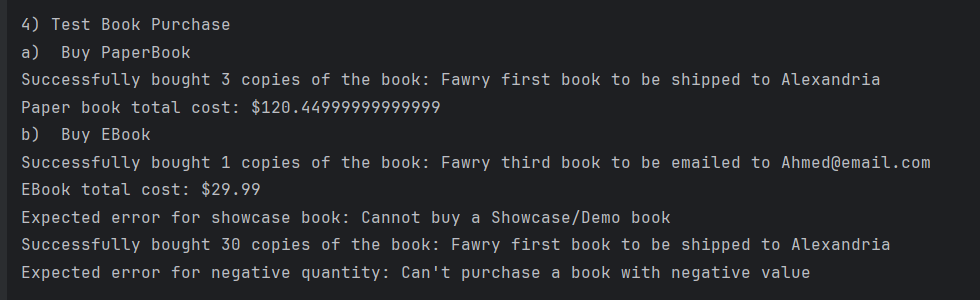 4) Test Book Purchase
a)  Buy PaperBook
Successfully bought 3 copies of the book: Fawry first book to be shipped to Alexandria
Paper book total cost: $120.44999999999999
b)  Buy EBook
Successfully bought 1 copies of the book: Fawry third book to be emailed to Ahmed@email.com
EBook total cost: $29.99
Expected error for showcase book: Cannot buy a Showcase/Demo book
Successfully bought 30 copies of the book: Fawry first book to be shipped to Alexandria
Expected error for negative quantity: Can't purchase a book with negative value